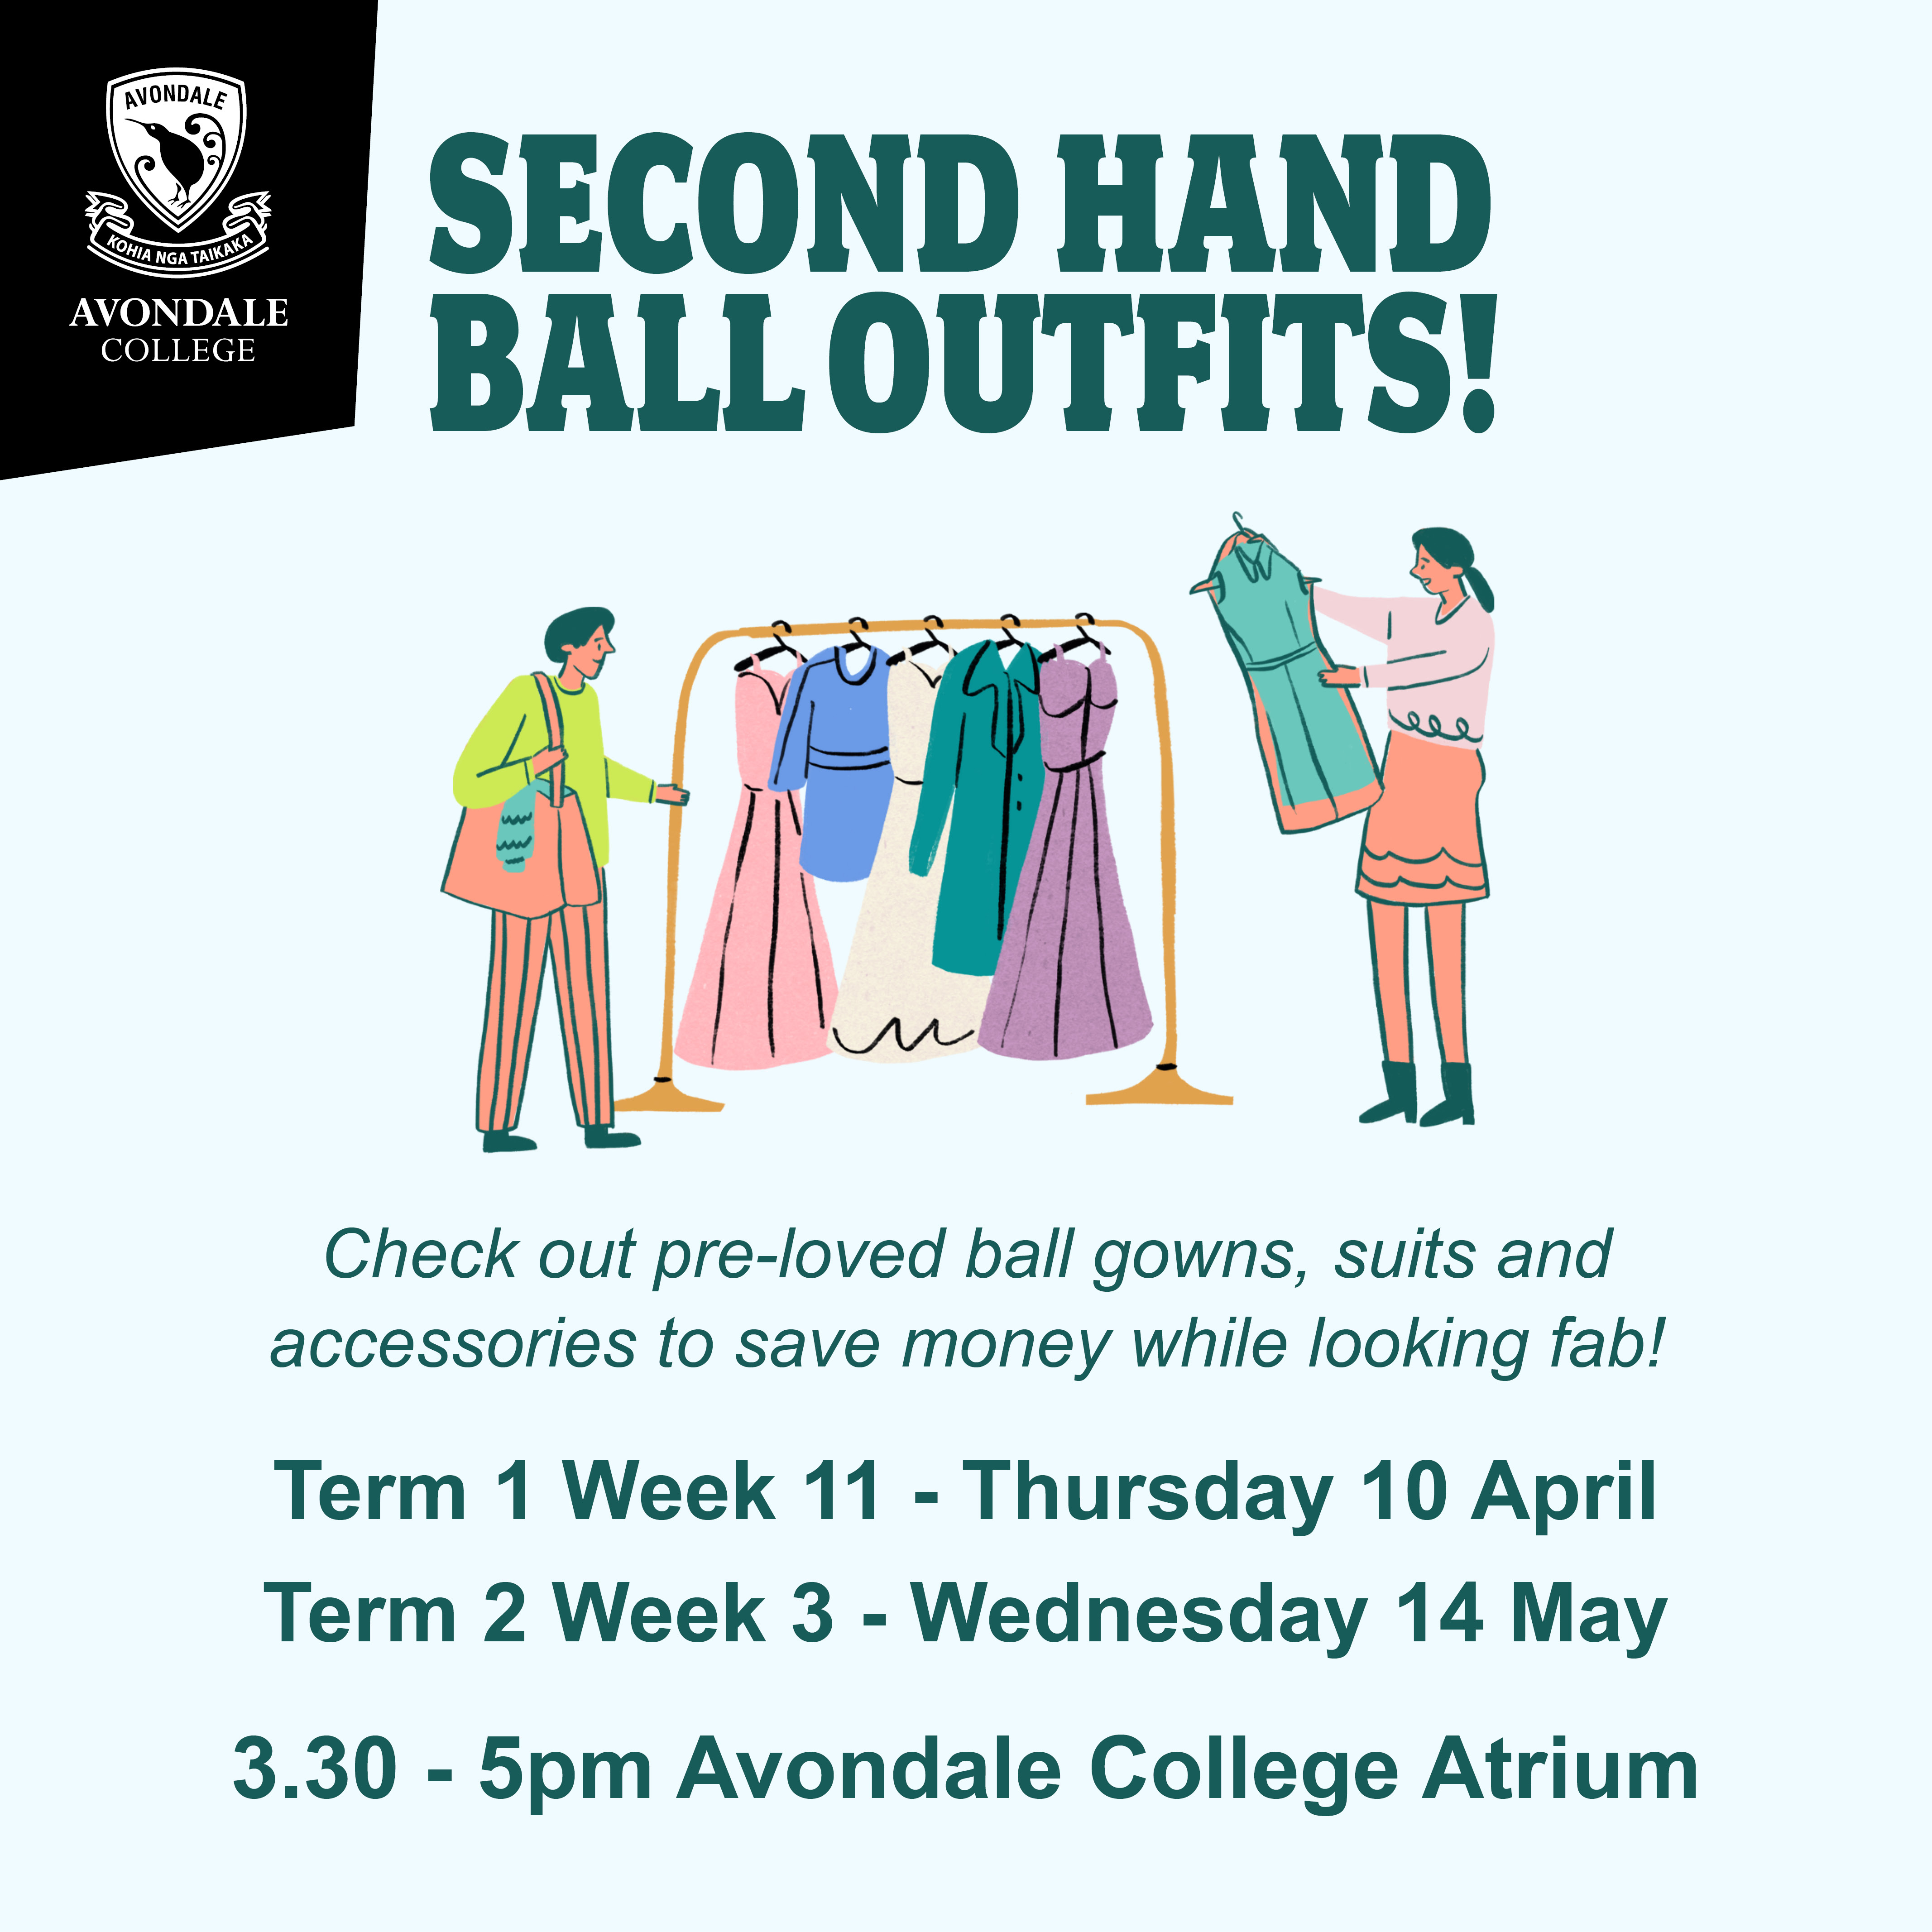 AVONDALE
KOHIA NGA TAIKAKA
AVONDALE
COLLEGE
SECOND HAND
BALL OUTFITS!
Check out pre-loved ball gowns, suits and
accessories to save money while looking fab!
Term 1 Week 11 - Thursday 10 April
Term 2 Week 3 - Wednesday 14 May
3.30 - 5pm Avondale College Atrium